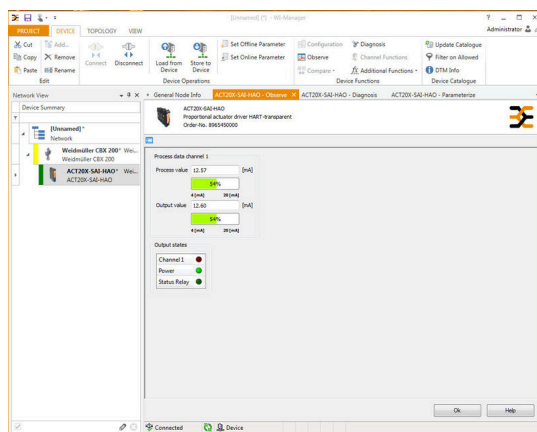 [Unnamed] (*) - WI-Manager
PROJECT DEVICE TOPOLOGY VIEW Administrator
Cut Add... Set Offline Parameter Configuration Diagnosis Update Catalogue
Copy Remove Set Online Parameter Observe Channel Functions Filter on Allowed
Paste Rename Connect Disconnect Load from Device Store to Device Compare Additional Functions DTM Info
Edit Device Operations Device Functions Device Catalogue
Network View General Node Info ACT20X-SAI-HAO - Observe ACT20X-SAI-HAO - Diagnosis ACT20X-SAI-HAO - Parameterize
Device Summary
ACT20X-SAI-HAO
Proportional actuator driver HART-transparent
Order-No. 8965450000
[Unnamed]*
Network
Weidmüller CBX 200* Wei...
Weidmüller CBX 200
ACT20X-SAI-HAO* Wei...
ACT20X-SAI-HAO
Process data channel 1
Process value 12.57 [mA]
54%
4 [mA] 20 [mA]
Output value 12.60 [mA]
54%
4 [mA] 20 [mA]
Output states
Channel 1
Power
Status Relay
Ok Help
Connected Device